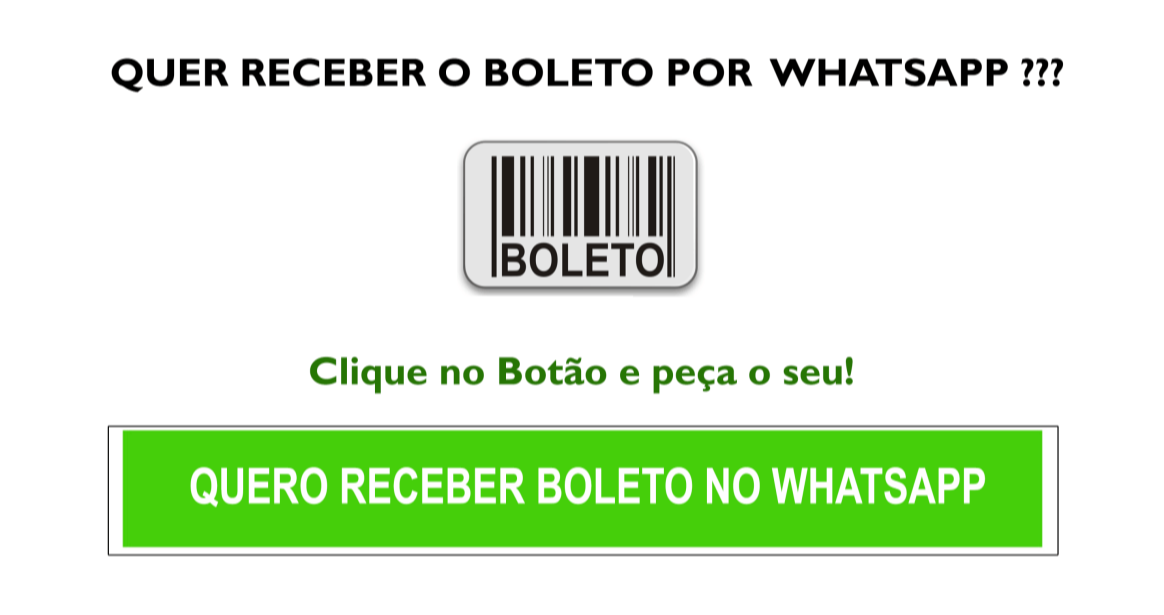 QUER RECEBER O BOLETO POR WHATSAPP ???
BOLETO
Clique no Botão e peça o seu!
QUERO RECEBER BOLETO NO WHATSAPP